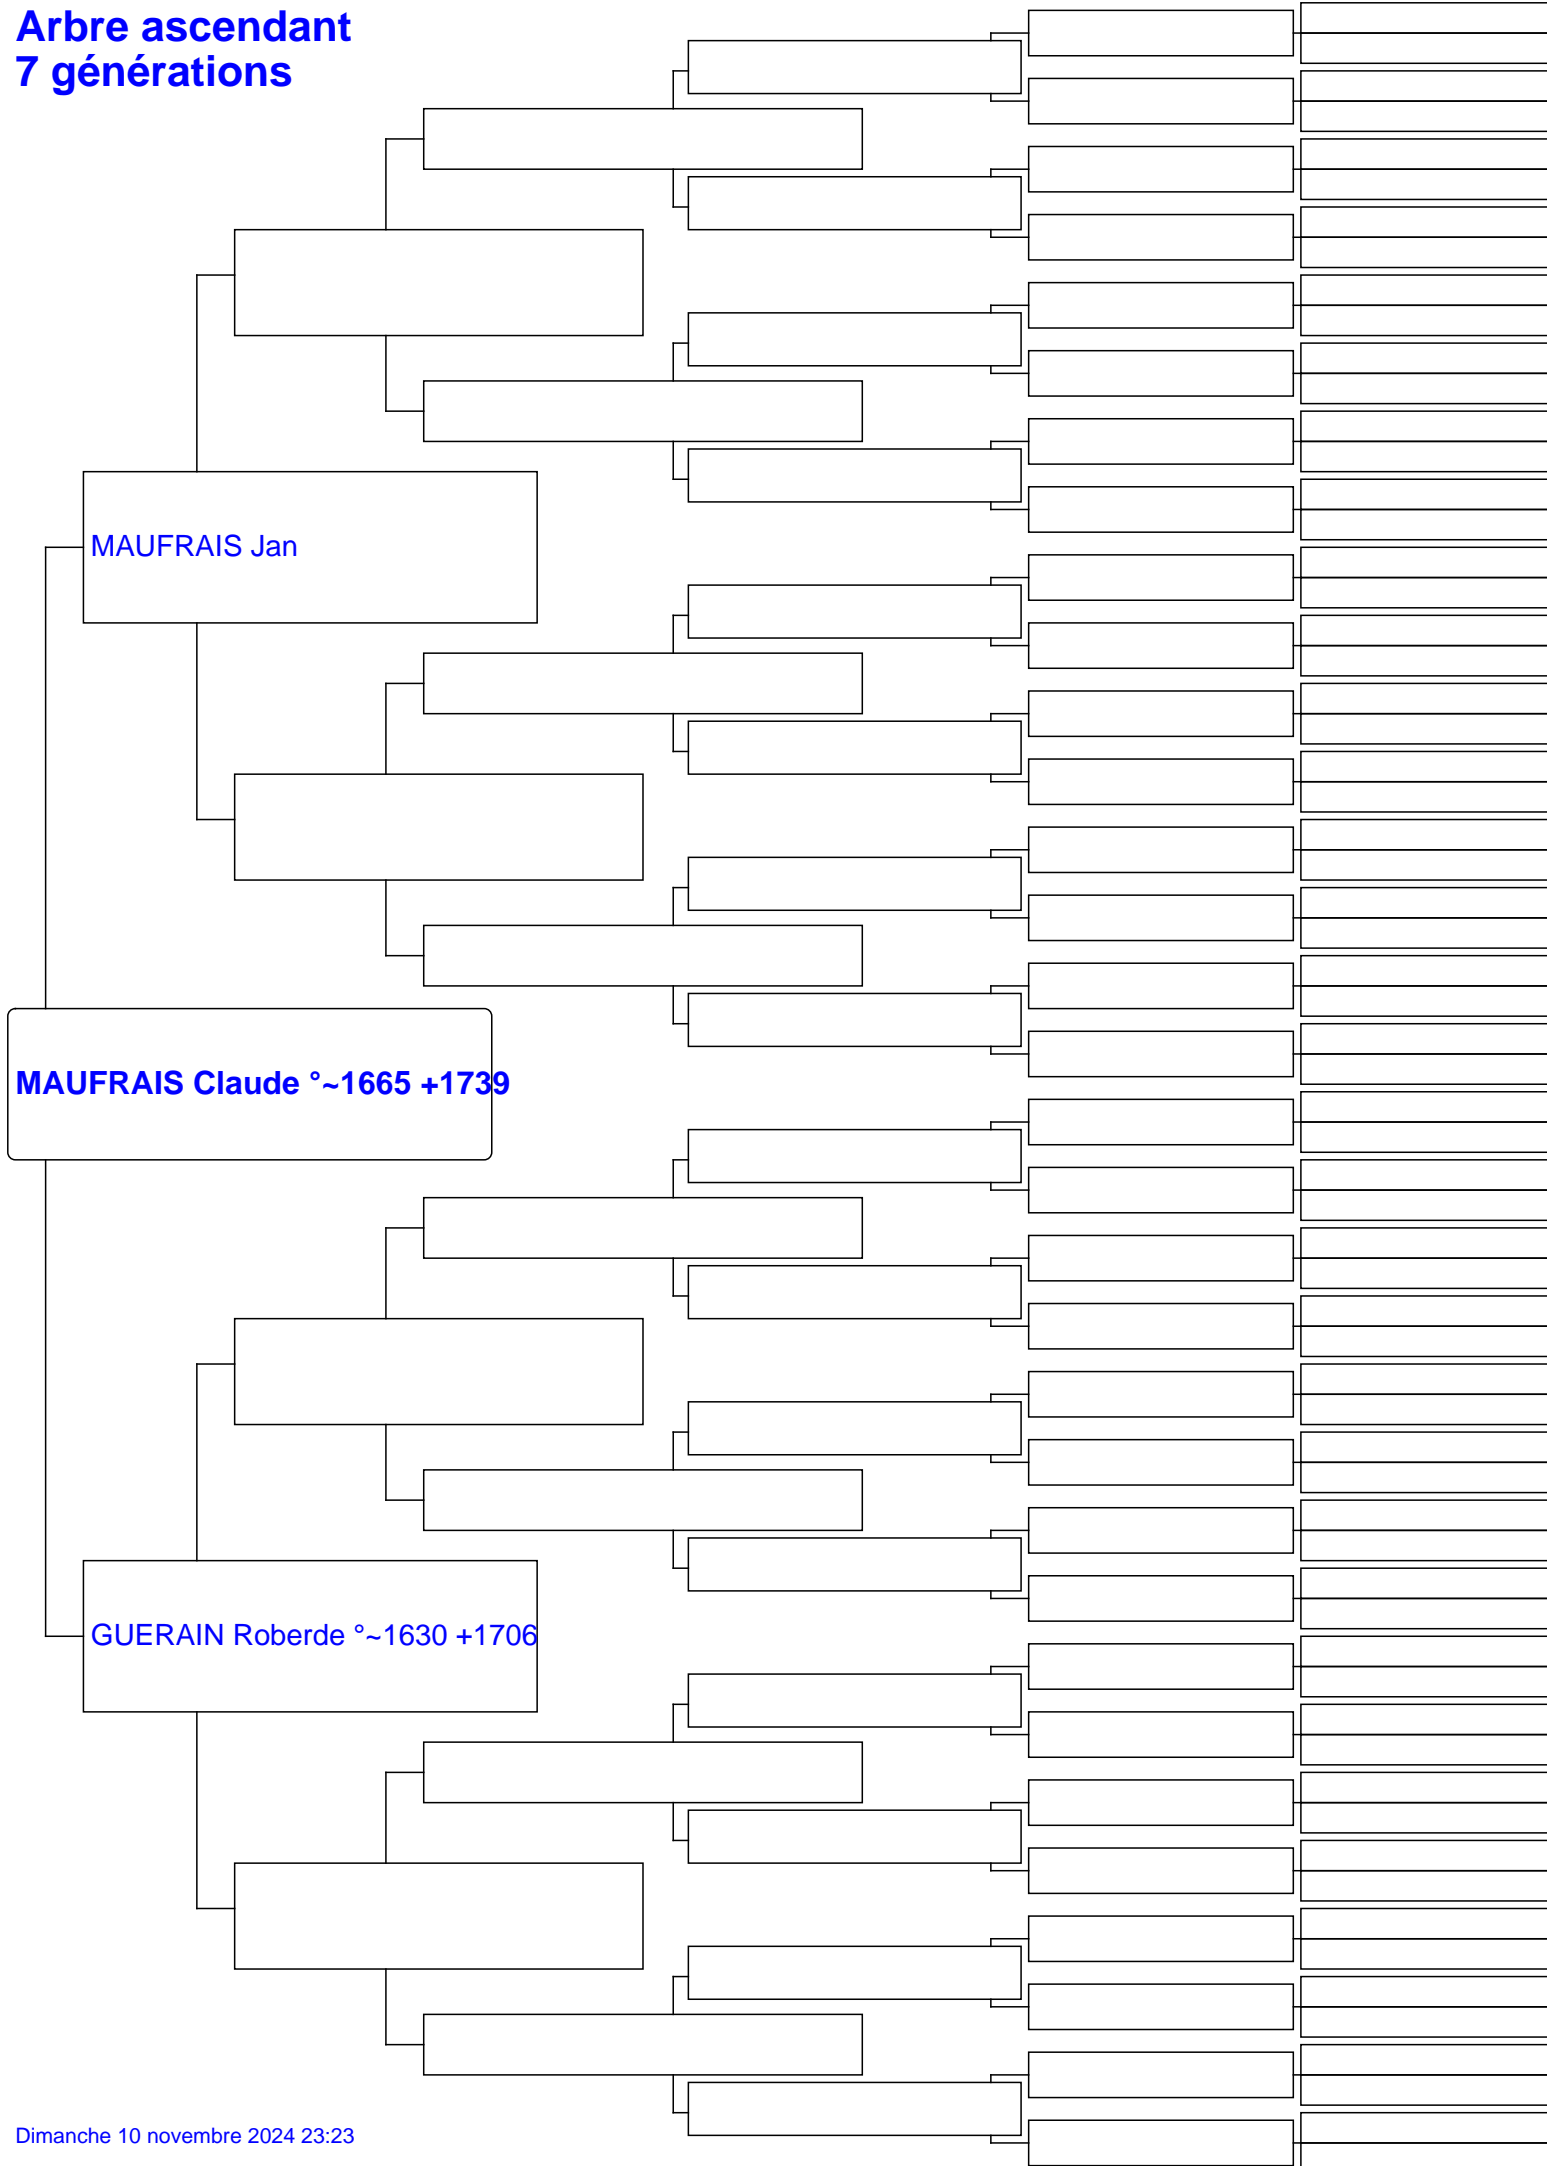 Arbre ascendant
7 générations
MAUFRAIS Jan
MAUFRAIS Claude °~1665 +1739
GUERAIN Roberde °~1630 +1706
Dimanche 10 novembre 2024 23:23